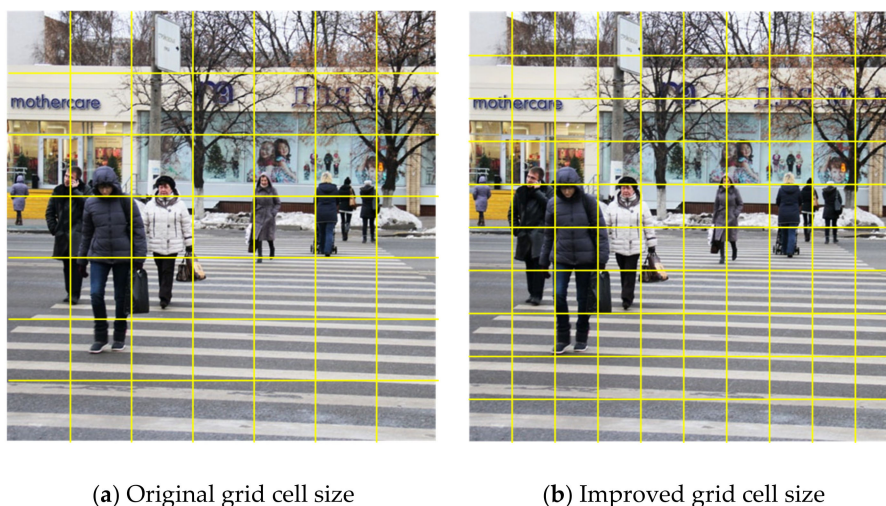 mothercare
mothercare
(a) Original grid cell size
(b) Improved grid cell size